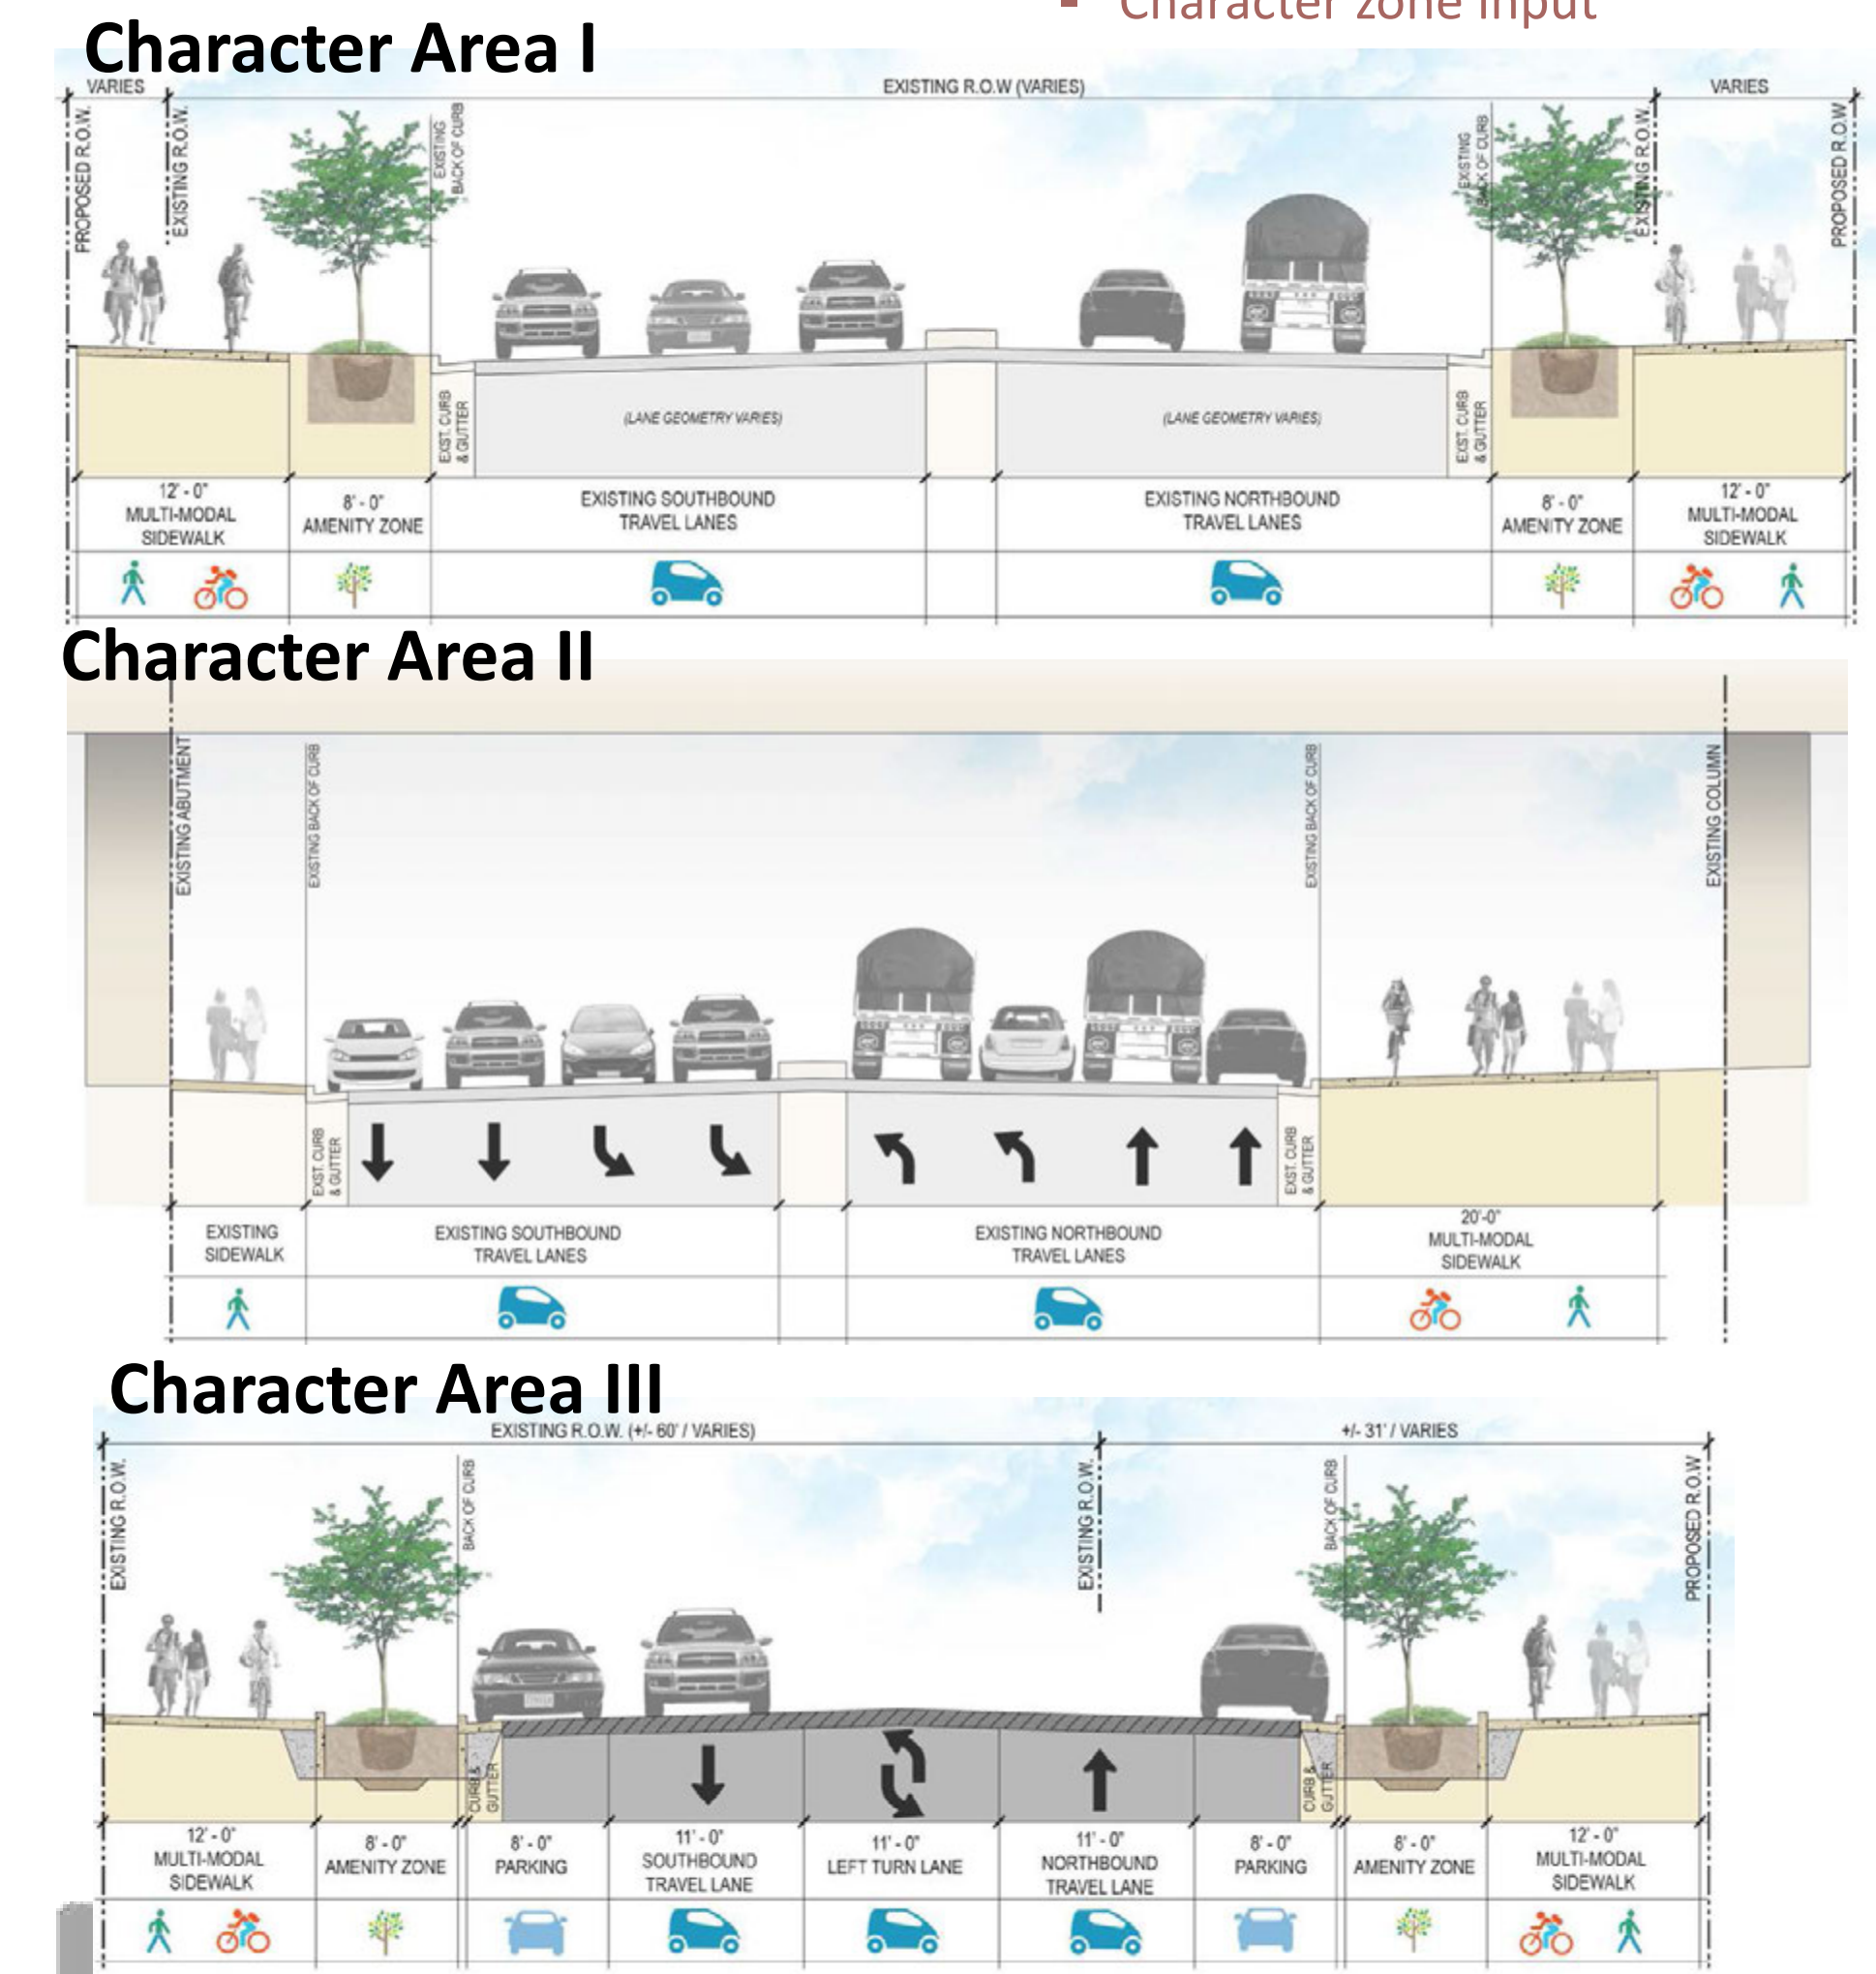 Character zone input
Character Area I
VARIES
EXISTING R.O.W (VARIES)
VARIES
PROPOSED R.O.W.
EXISTING R.O.W.
EXISTING
BACK OF CURB
EXISTING
BACK OF CURB
EXISTING R.O.W.
PROPOSED R.O.W
EXIST. CURB
& GUTTER
(LANE GEOMETRY VARIES)
(LANE GEOMETRY VARIES)
EXIST. CURB
& GUTTER
12' - 0"
MULTI-MODAL
SIDEWALK
8' - 0"
AMENITY ZONE
EXISTING SOUTHBOUND
TRAVEL LANES
EXISTING NORTHBOUND
TRAVEL LANES
8' - 0"
AMENITY ZONE
12' - 0"
MULTI-MODAL
SIDEWALK
Character Area II
EXISTING ABUTMENT
EXISTING BACK OF CURB
EXISTING BACK OF CURB
EXISTING COLUMN
EXIST. CURB
& GUTTER
EXIST. CURB
& GUTTER
EXISTING
SIDEWALK
EXISTING SOUTHBOUND
TRAVEL LANES
EXISTING NORTHBOUND
TRAVEL LANES
20'-0"
MULTI-MODAL
SIDEWALK
Character Area III
EXISTING R.O.W. (+/- 60' / VARIES)
+/- 31' / VARIES
EXISTING R.O.W.
BACK OF CURB
EXISTING R.O.W.
BACK OF CURB
PROPOSED R.O.W
CURB &
GUTTER
CURB &
GUTTER
12' - 0"
MULTI-MODAL
SIDEWALK
8' - 0"
AMENITY ZONE
8' - 0"
PARKING
11' - 0"
SOUTHBOUND
TRAVEL LANE
11' - 0"
LEFT TURN LANE
11' - 0"
NORTHBOUND
TRAVEL LANE
8' - 0"
PARKING
8' - 0"
AMENITY ZONE
12' - 0"
MULTI-MODAL
SIDEWALK